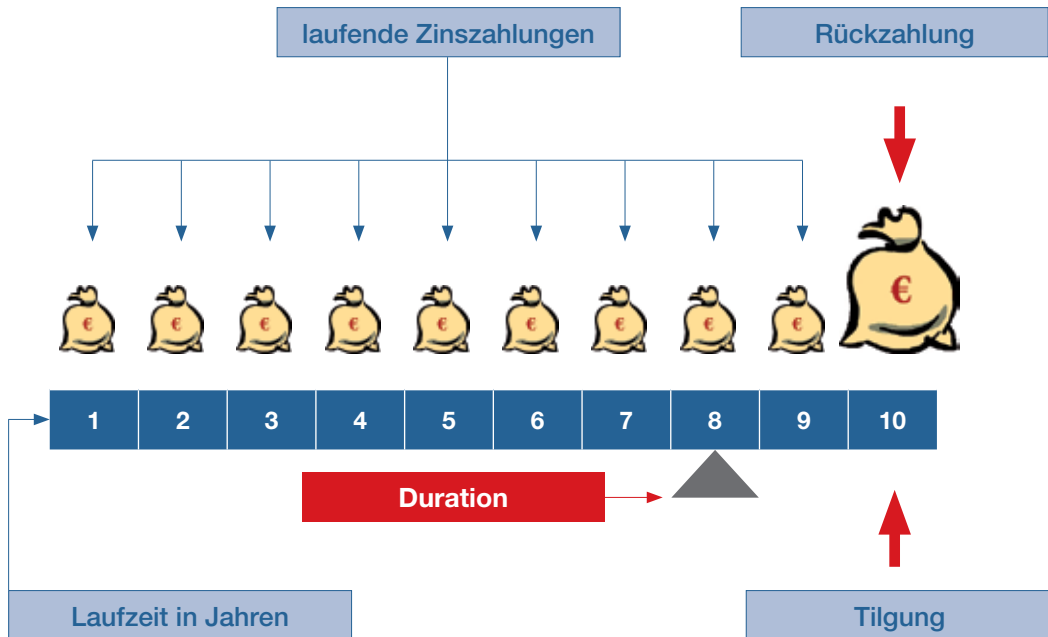 laufende Zinszahlungen
Rückzahlung
€ € € € € € € € € €
1 2 3 4 5 6 7 8 9 10
Duration
Laufzeit in Jahren
Tilgung